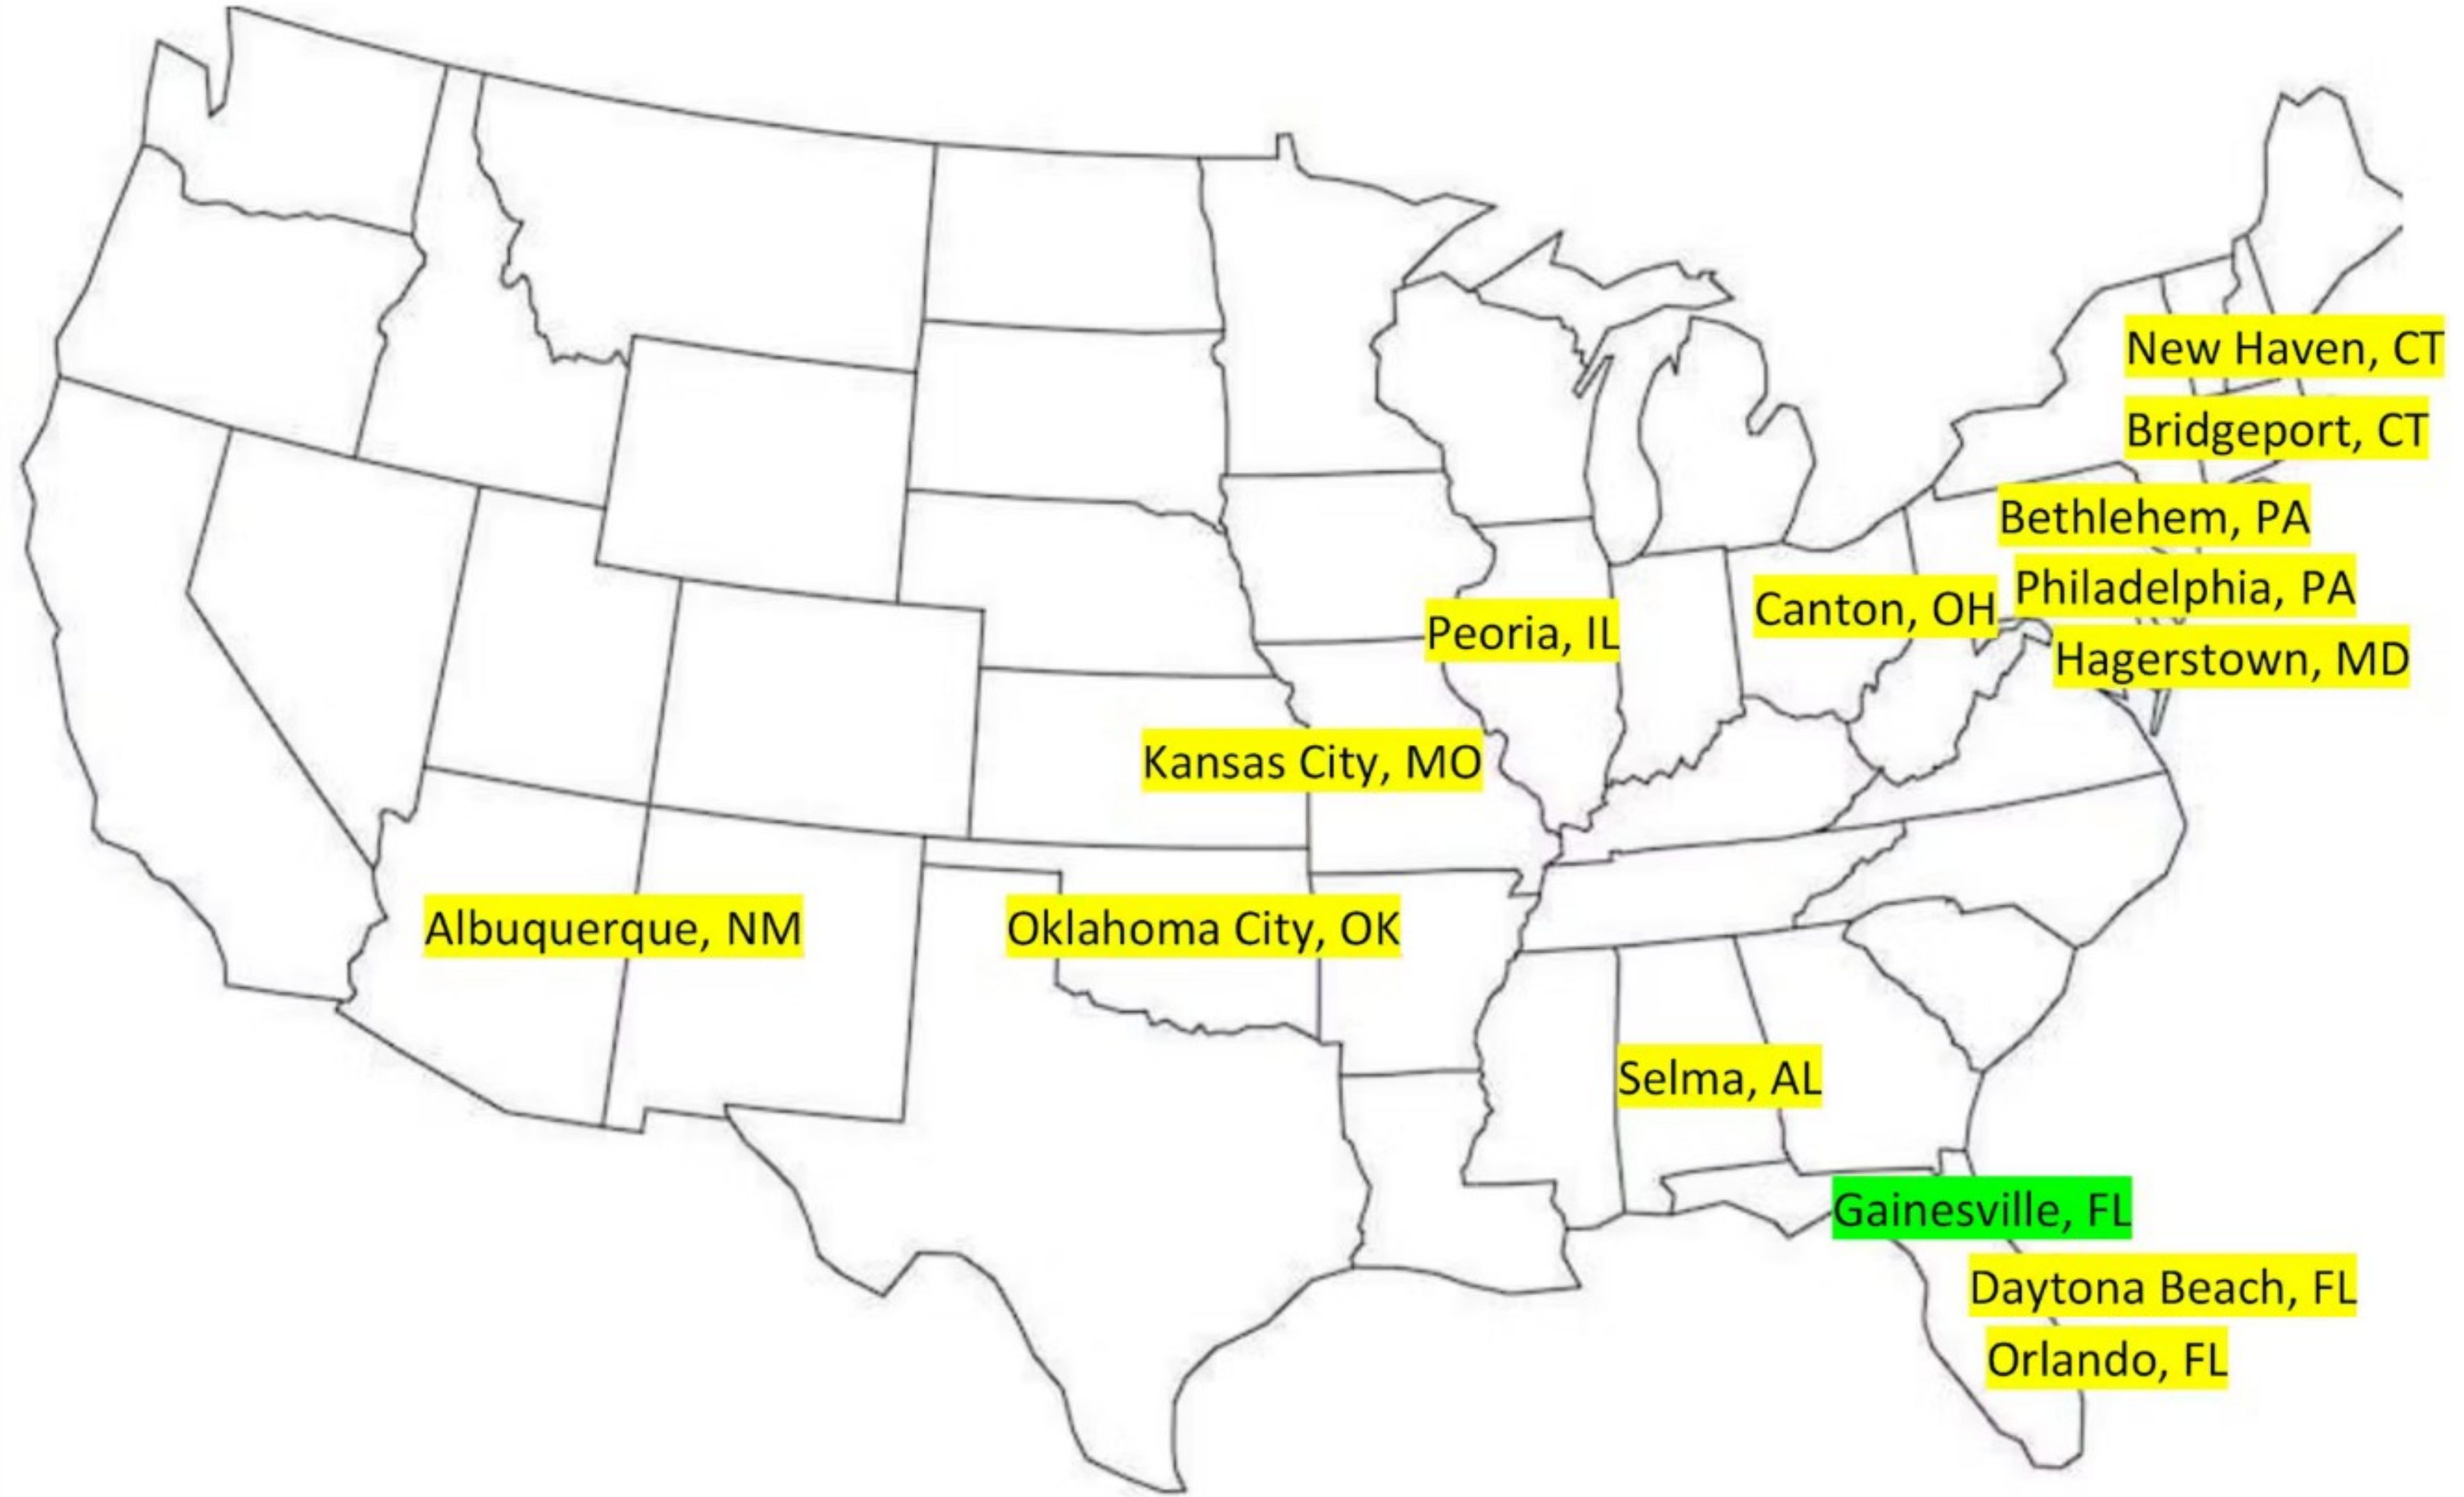 New Haven, CT
Bridgeport, CT
Bethlehem, PA
Philadelphia, PA
Canton, OH
Peoria, IL
Hagerstown, MD
Kansas City, MO
Albuquerque, NM
Oklahoma City, OK
Selma, AL
Gainesville, FL
Daytona Beach, FL
Orlando, FL